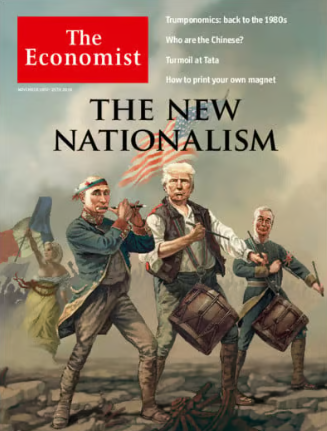 The
Economist
Trumponomics: back to the 1980s
Who are the Chinese?
Turmoil at Tata
How to print your own magnet
THE NEW
NATIONALISM